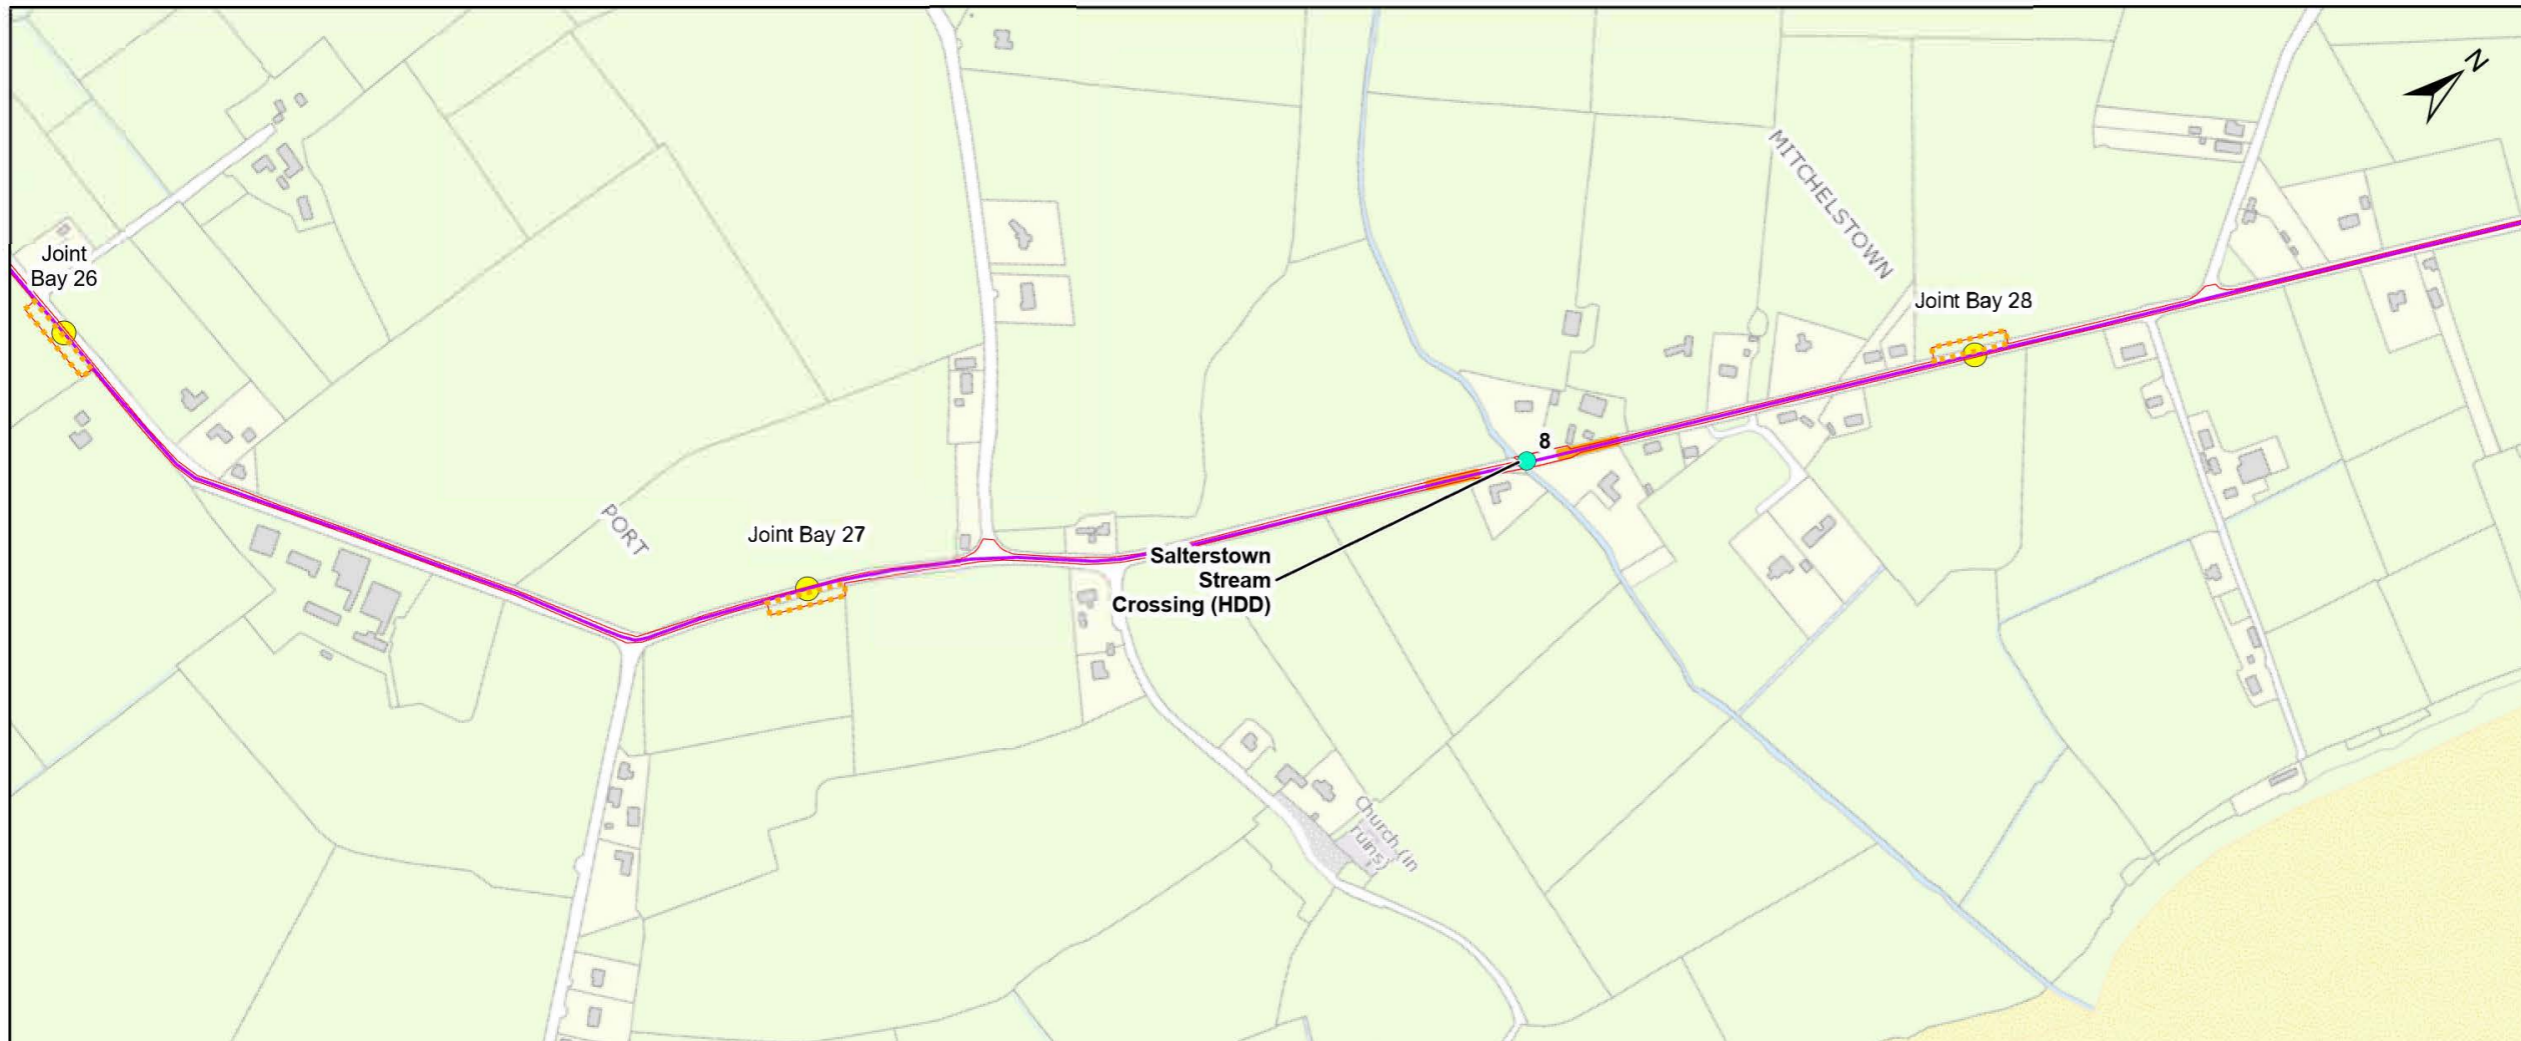 N
MITCHELSTOWN
Joint
Bay 26
Joint Bay 28
8
PORT
Joint Bay 27
Salterstown
Stream
Crossing (HDD)
Church (in
ruins)